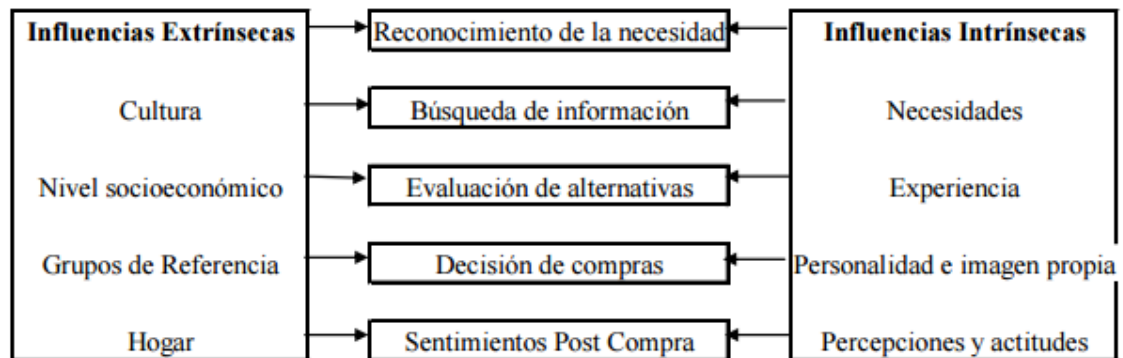 Influencias Extrínsecas
Reconocimiento de la necesidad
Influencias Intrínsecas
Cultura
Búsqueda de información
Necesidades
Nivel socioeconómico
Evaluación de alternativas
Experiencia
Grupos de Referencia
Decisión de compras
Personalidad e imagen propia
Hogar
Sentimientos Post Compra
Percepciones y actitudes